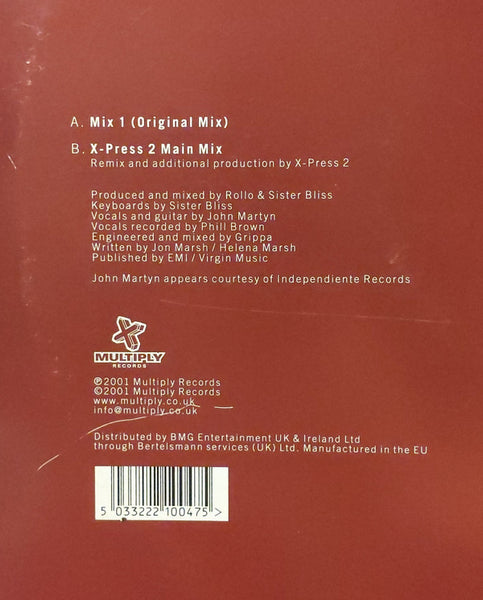 A. Mix 1 (Original Mix)
B. X-Press 2 Main Mix
Remix and additional production by X-Press 2
Produced and mixed by Rollo & Sister Bliss
Keyboards by Sister Bliss
Vocals and guitar by John Martyn
Vocals recorded by Phill Brown
Engineered and mixed by Grippa
Written by Jon Marsh / Helena Marsh
Published by EMI / Virgin Music
John Martyn appears courtesy of Independiente Records
MULTIPLY
RECORDS
℗2001 Multiply Records
©2001 Multiply Records
www.multiply.co.uk
info@multiply.co.uk
Distributed by BMG Entertainment UK & Ireland Ltd
through Bertelsmann services (UK) Ltd. Manufactured in the EU
5 033222 100475 >